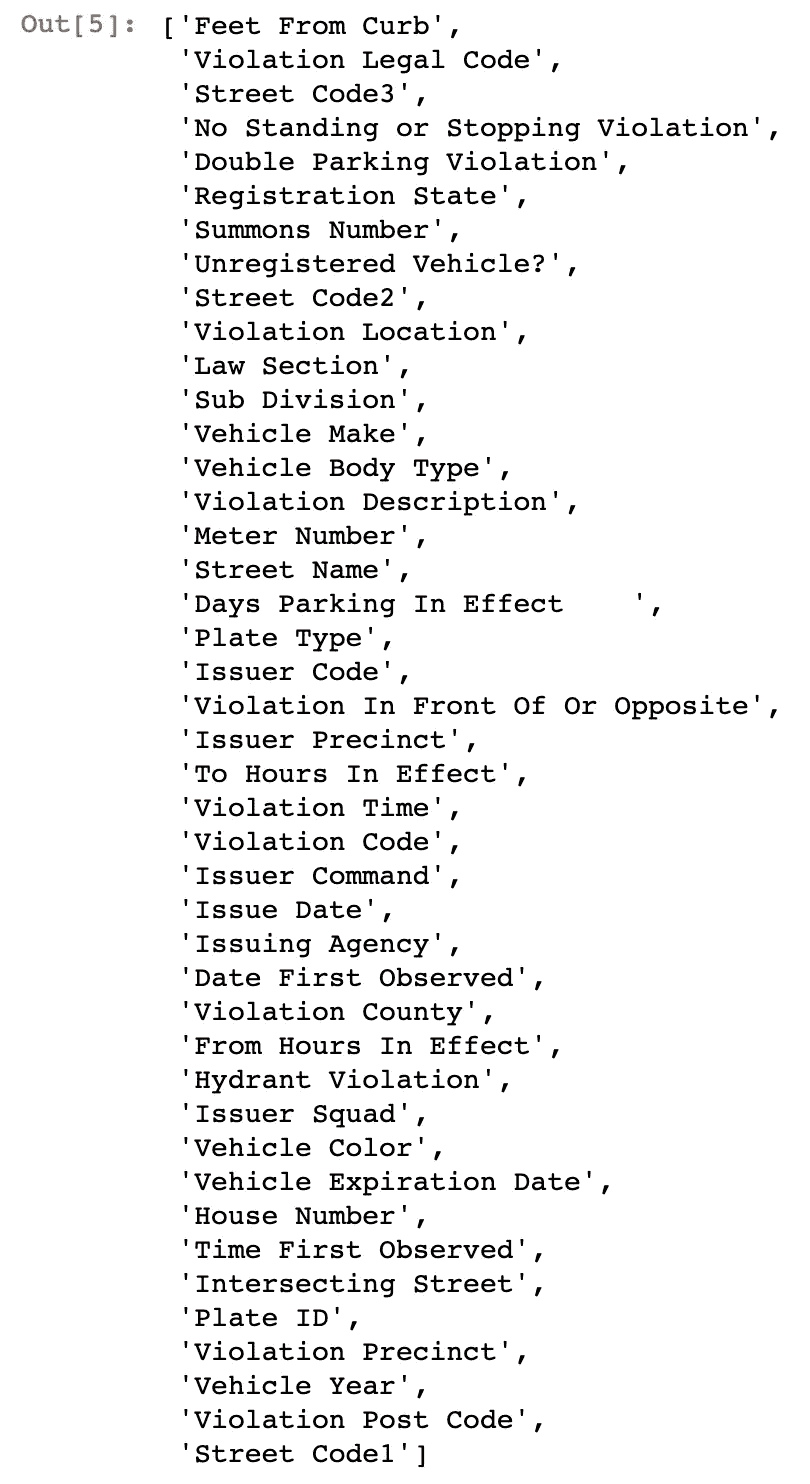 Out[5]: ['Feet From Curb',
'Violation Legal Code',
'Street Code3',
'No Standing or Stopping Violation',
'Double Parking Violation',
'Registration State',
'Summons Number',
'Unregistered Vehicle?',
'Street Code2',
'Violation Location',
'Law Section',
'Sub Division',
'Vehicle Make',
'Vehicle Body Type',
'Violation Description',
'Meter Number',
'Street Name',
'Days Parking In Effect    ',
'Plate Type',
'Issuer Code',
'Violation In Front Of Or Opposite',
'Issuer Precinct',
'To Hours In Effect',
'Violation Time',
'Violation Code',
'Issuer Command',
'Issue Date',
'Issuing Agency',
'Date First Observed',
'Violation County',
'From Hours In Effect',
'Hydrant Violation',
'Issuer Squad',
'Vehicle Color',
'Vehicle Expiration Date',
'House Number',
'Time First Observed',
'Intersecting Street',
'Plate ID',
'Violation Precinct',
'Vehicle Year',
'Violation Post Code',
'Street Code1']